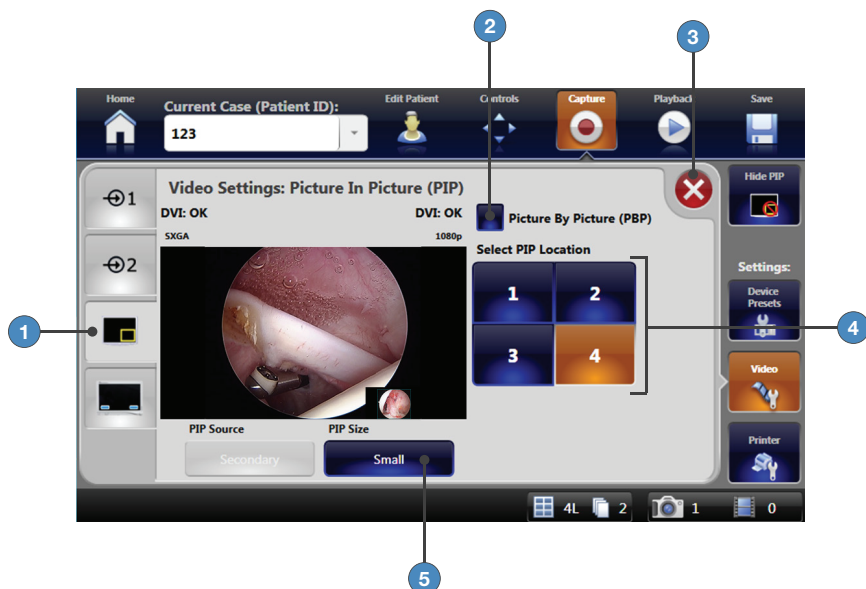 2
3
Home
Current Case (Patient ID):
Edit Patient
Controls
Capture
Playback
Save
123
1
Video Settings: Picture In Picture (PIP)
Hide PIP
DVI: OK
DVI: OK
Picture By Picture (PBP)
SXGA
1080p
2
Select PIP Location
Settings:
1
2
Device
Presets
1
4
3
4
Video
PIP Source
PIP Size
Printer
Secondary
Small
4L
2
1
0
5